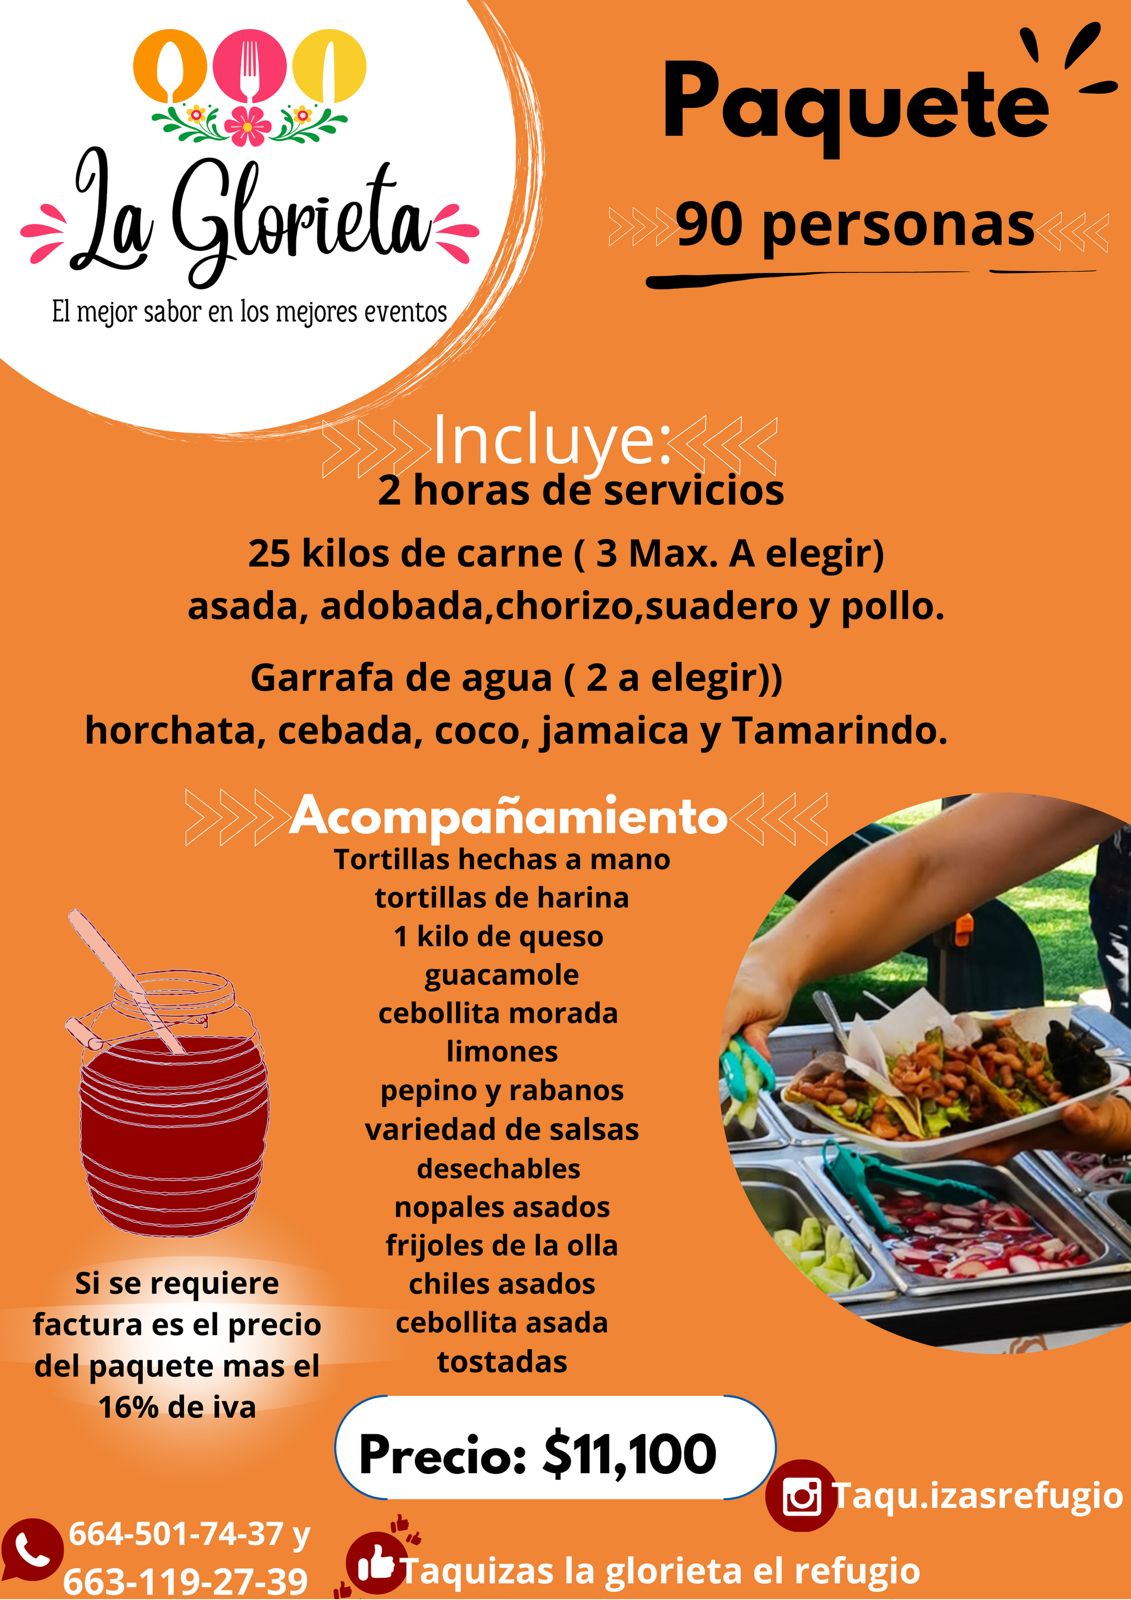 La Glorieta
El mejor sabor en los mejores eventos
Paquete
90 personas
Incluye:
2 horas de servicios
25 kilos de carne ( 3 Max. A elegir)
asada, adobada,chorizo,suadero y pollo.
Garrafa de agua ( 2 a elegir))
horchata, cebada, coco, jamaica y Tamarindo.
Acompañamiento
Tortillas hechas a mano
tortillas de harina
1 kilo de queso
guacamole
cebollita morada
limones
pepino y rabanos
variedad de salsas
desechables
nopales asados
frijoles de la olla
chiles asados
cebollita asada
tostadas
Si se requiere
factura es el precio
del paquete mas el
16% de iva
Precio: $11,100
Taqu.izasrefugio
664-501-74-37 y
663-119-27-39
Taquizas la glorieta el refugio